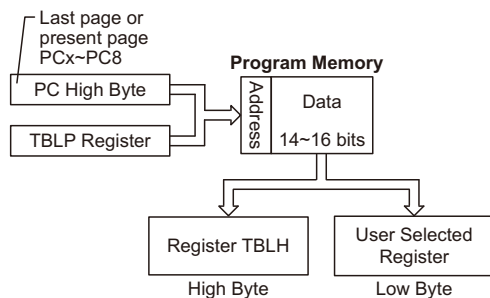 Last page or
present page
PCx~PC8
PC High Byte
TBLP Register
Program Memory
Address
Data
14~16 bits
Register TBLH
High Byte
User Selected
Register
Low Byte